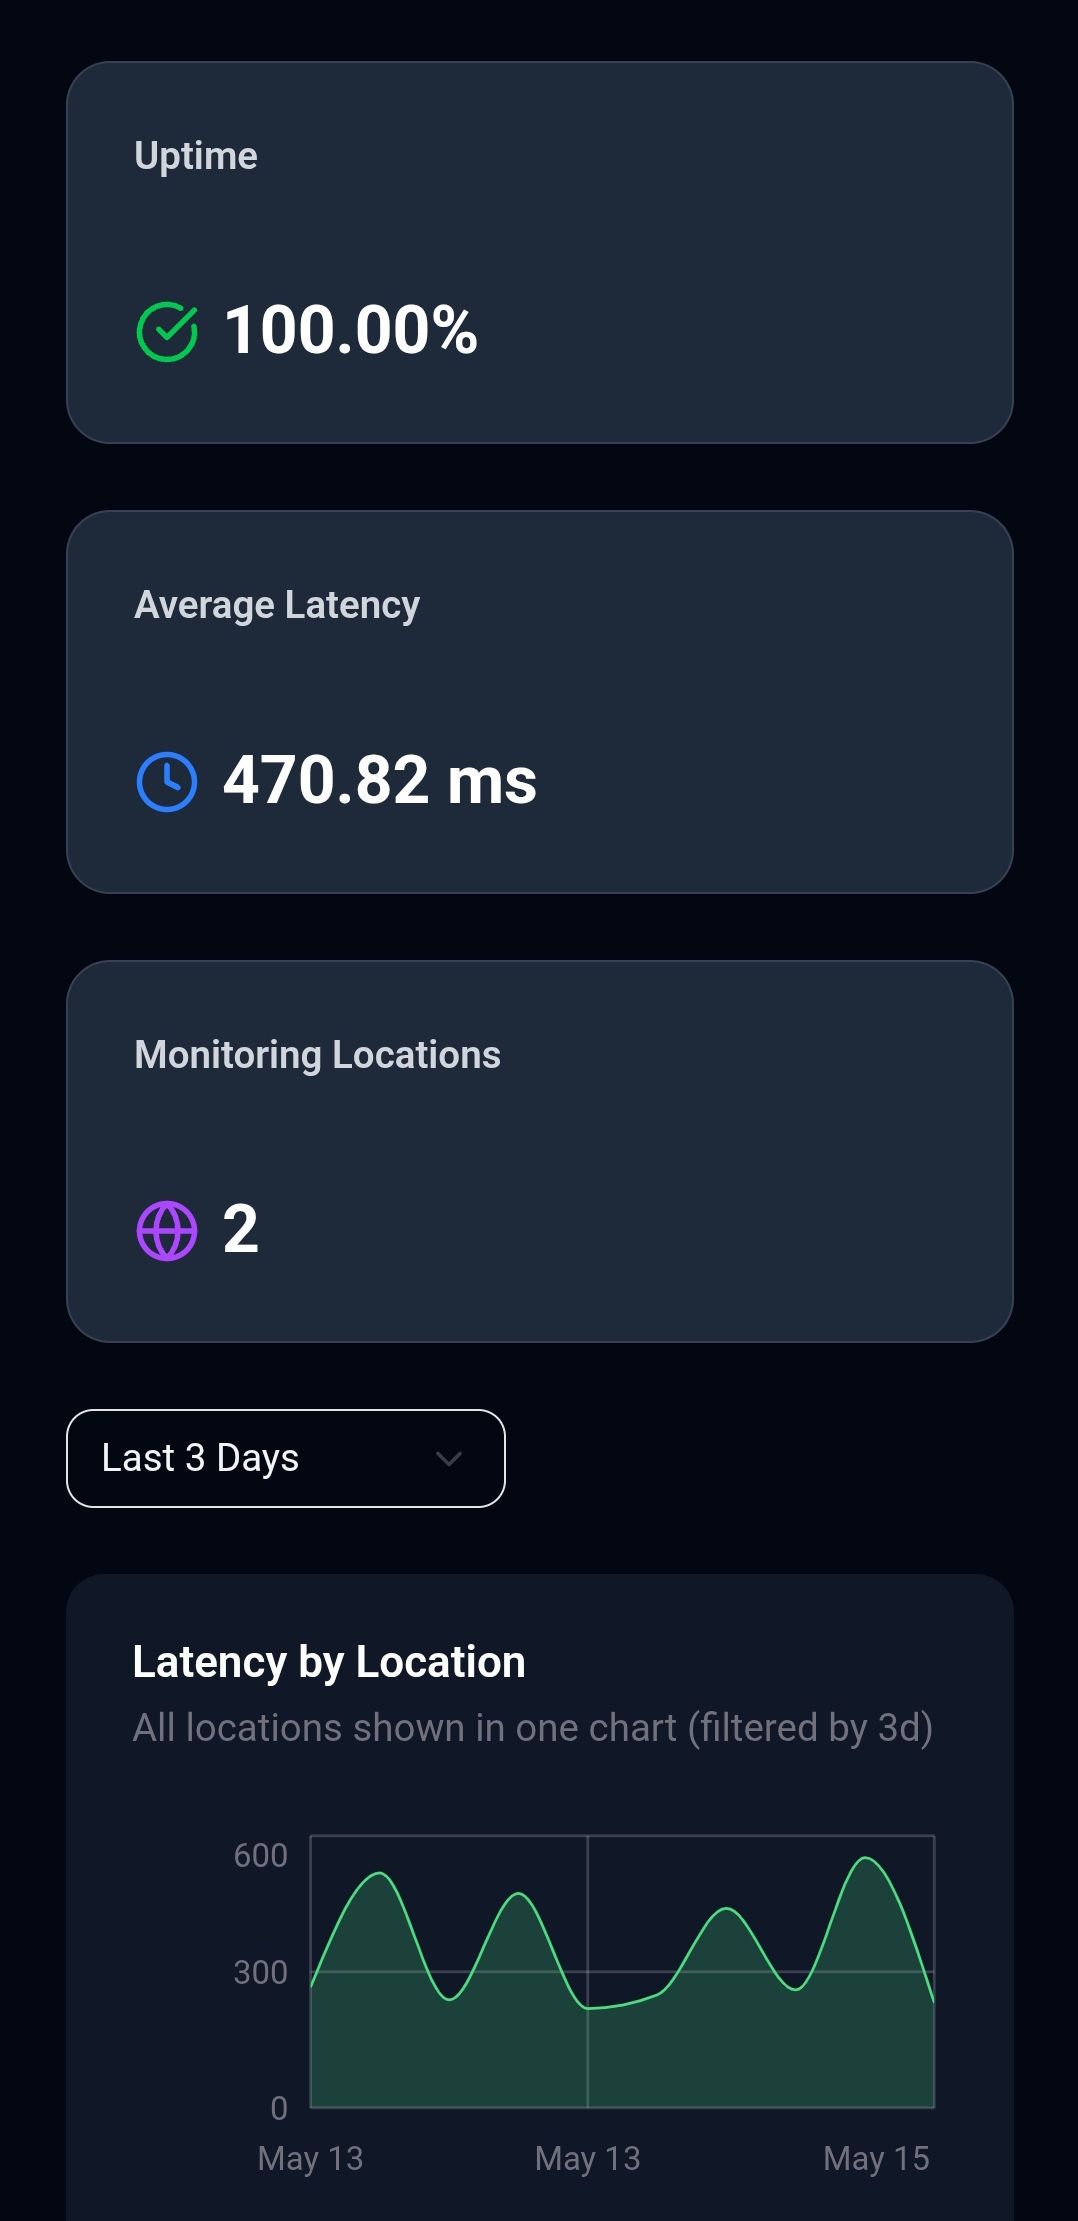 Uptime
100.00%
Average Latency
470.82 ms
Monitoring Locations
2
Last 3 Days
Latency by Location
All locations shown in one chart (filtered by 3d)
600
300
0
May 13
May 13
May 15